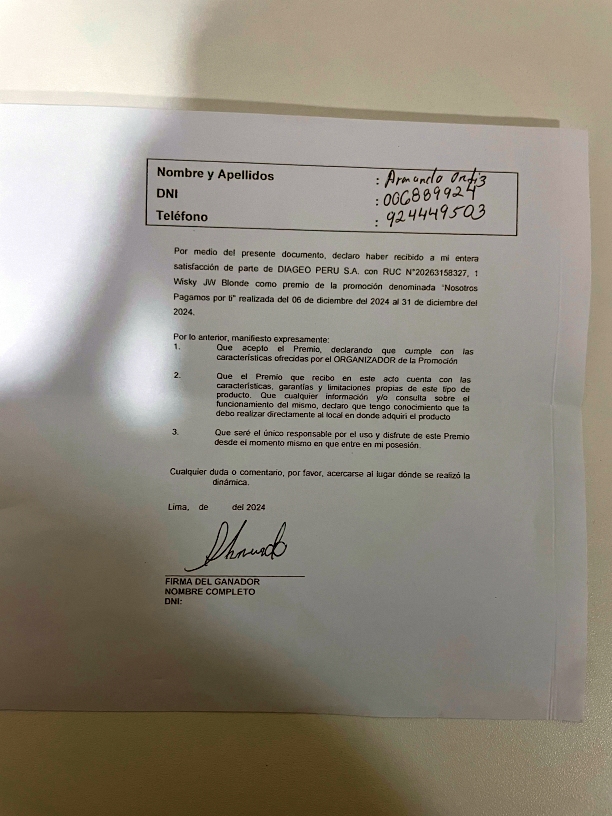 Nombre y Apellidos : Armando Ortiz
DNI : 006889924
Teléfono : 924449503
Por medio del presente documento, declaro haber recibido a mi entera
satisfacción de parte de DIAGEO PERU S.A. con RUC N°20263158327, 1
Wisky JW Blonde como premio de la promoción denominada "Nosotros
Pagamos por ti" realizada del 06 de diciembre del 2024 al 31 de diciembre del
2024.
Por lo anterior, manifiesto expresamente:
1. Que acepto el Premio, declarando que cumple con las
características ofrecidas por el ORGANIZADOR de la Promoción
2. Que el Premio que recibo en este acto cuenta con las
características, garantías y limitaciones propias de este tipo de
producto. Que cualquier información y/o consulta sobre el
funcionamiento del mismo, declaro que tengo conocimiento que la
debo realizar directamente al local en donde adquirí el producto
3. Que seré el único responsable por el uso y disfrute de este Premio
desde el momento mismo en que entre en mi posesión.
Cualquier duda o comentario, por favor, acercarse al lugar dónde se realizó la
dinámica.
Lima, de del 2024
Armando
FIRMA DEL GANADOR
NOMBRE COMPLETO
DNI: